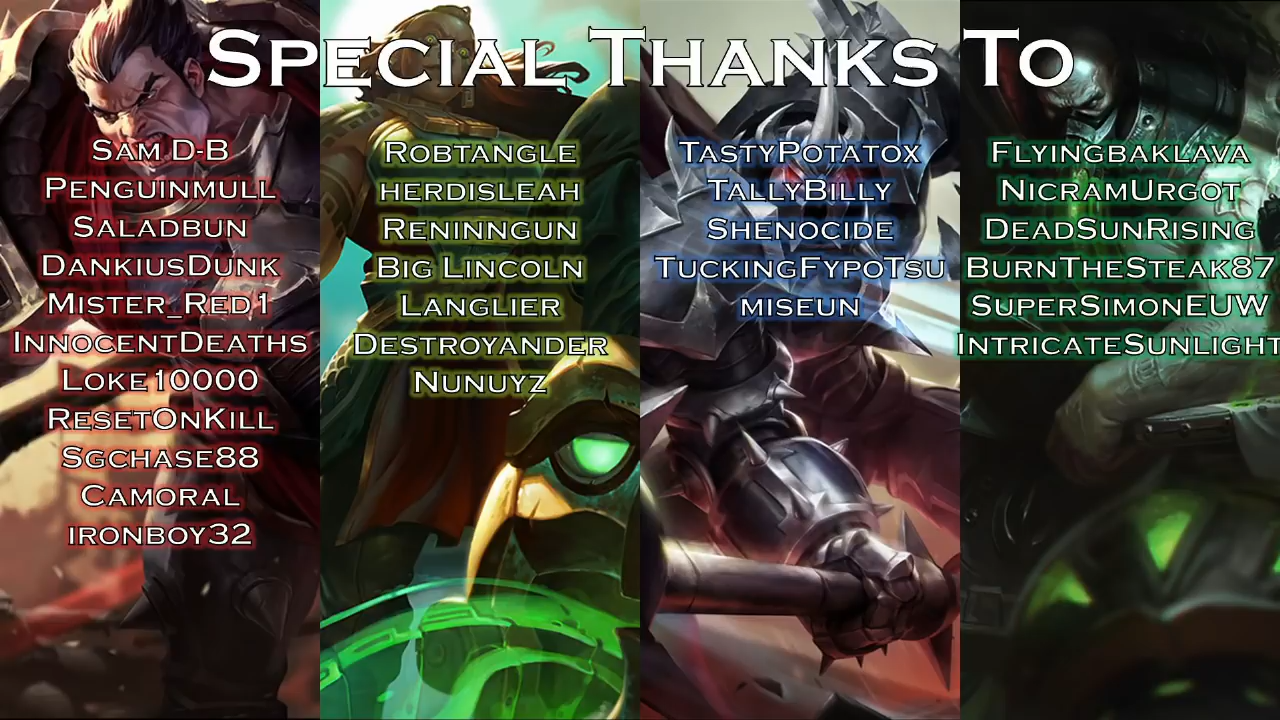 Special Thanks To
Sam D-B
Penguinmull
Saladbun
DankiusDunk
Mister_Red1
InnocentDeaths
Loke10000
ResetOnKill
Sgchase88
Camoral
ironboy32
Robtangle
herdisleah
Reninngun
Big Lincoln
Langlier
Destroyander
Nunuyz
TastyPotatox
TallyBilly
Shenocide
TuckingFypoTsu
miseun
Flyingbaklava
NicramUrgot
DeadSunRising
BurnTheSteak87
SuperSimonEUW
IntricateSunlight